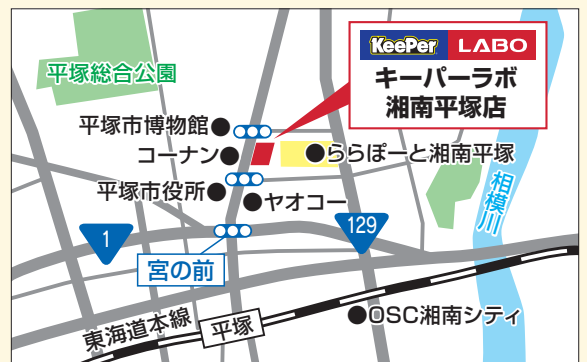 KeePer LABO
キーパーラボ
湘南平塚店
平塚総合公園
平塚市博物館
コーナン
ららぽーと湘南平塚
平塚市役所
ヤオコー
相模川
1
129
宮の前
東海道本線
平塚
OSC湘南シティ